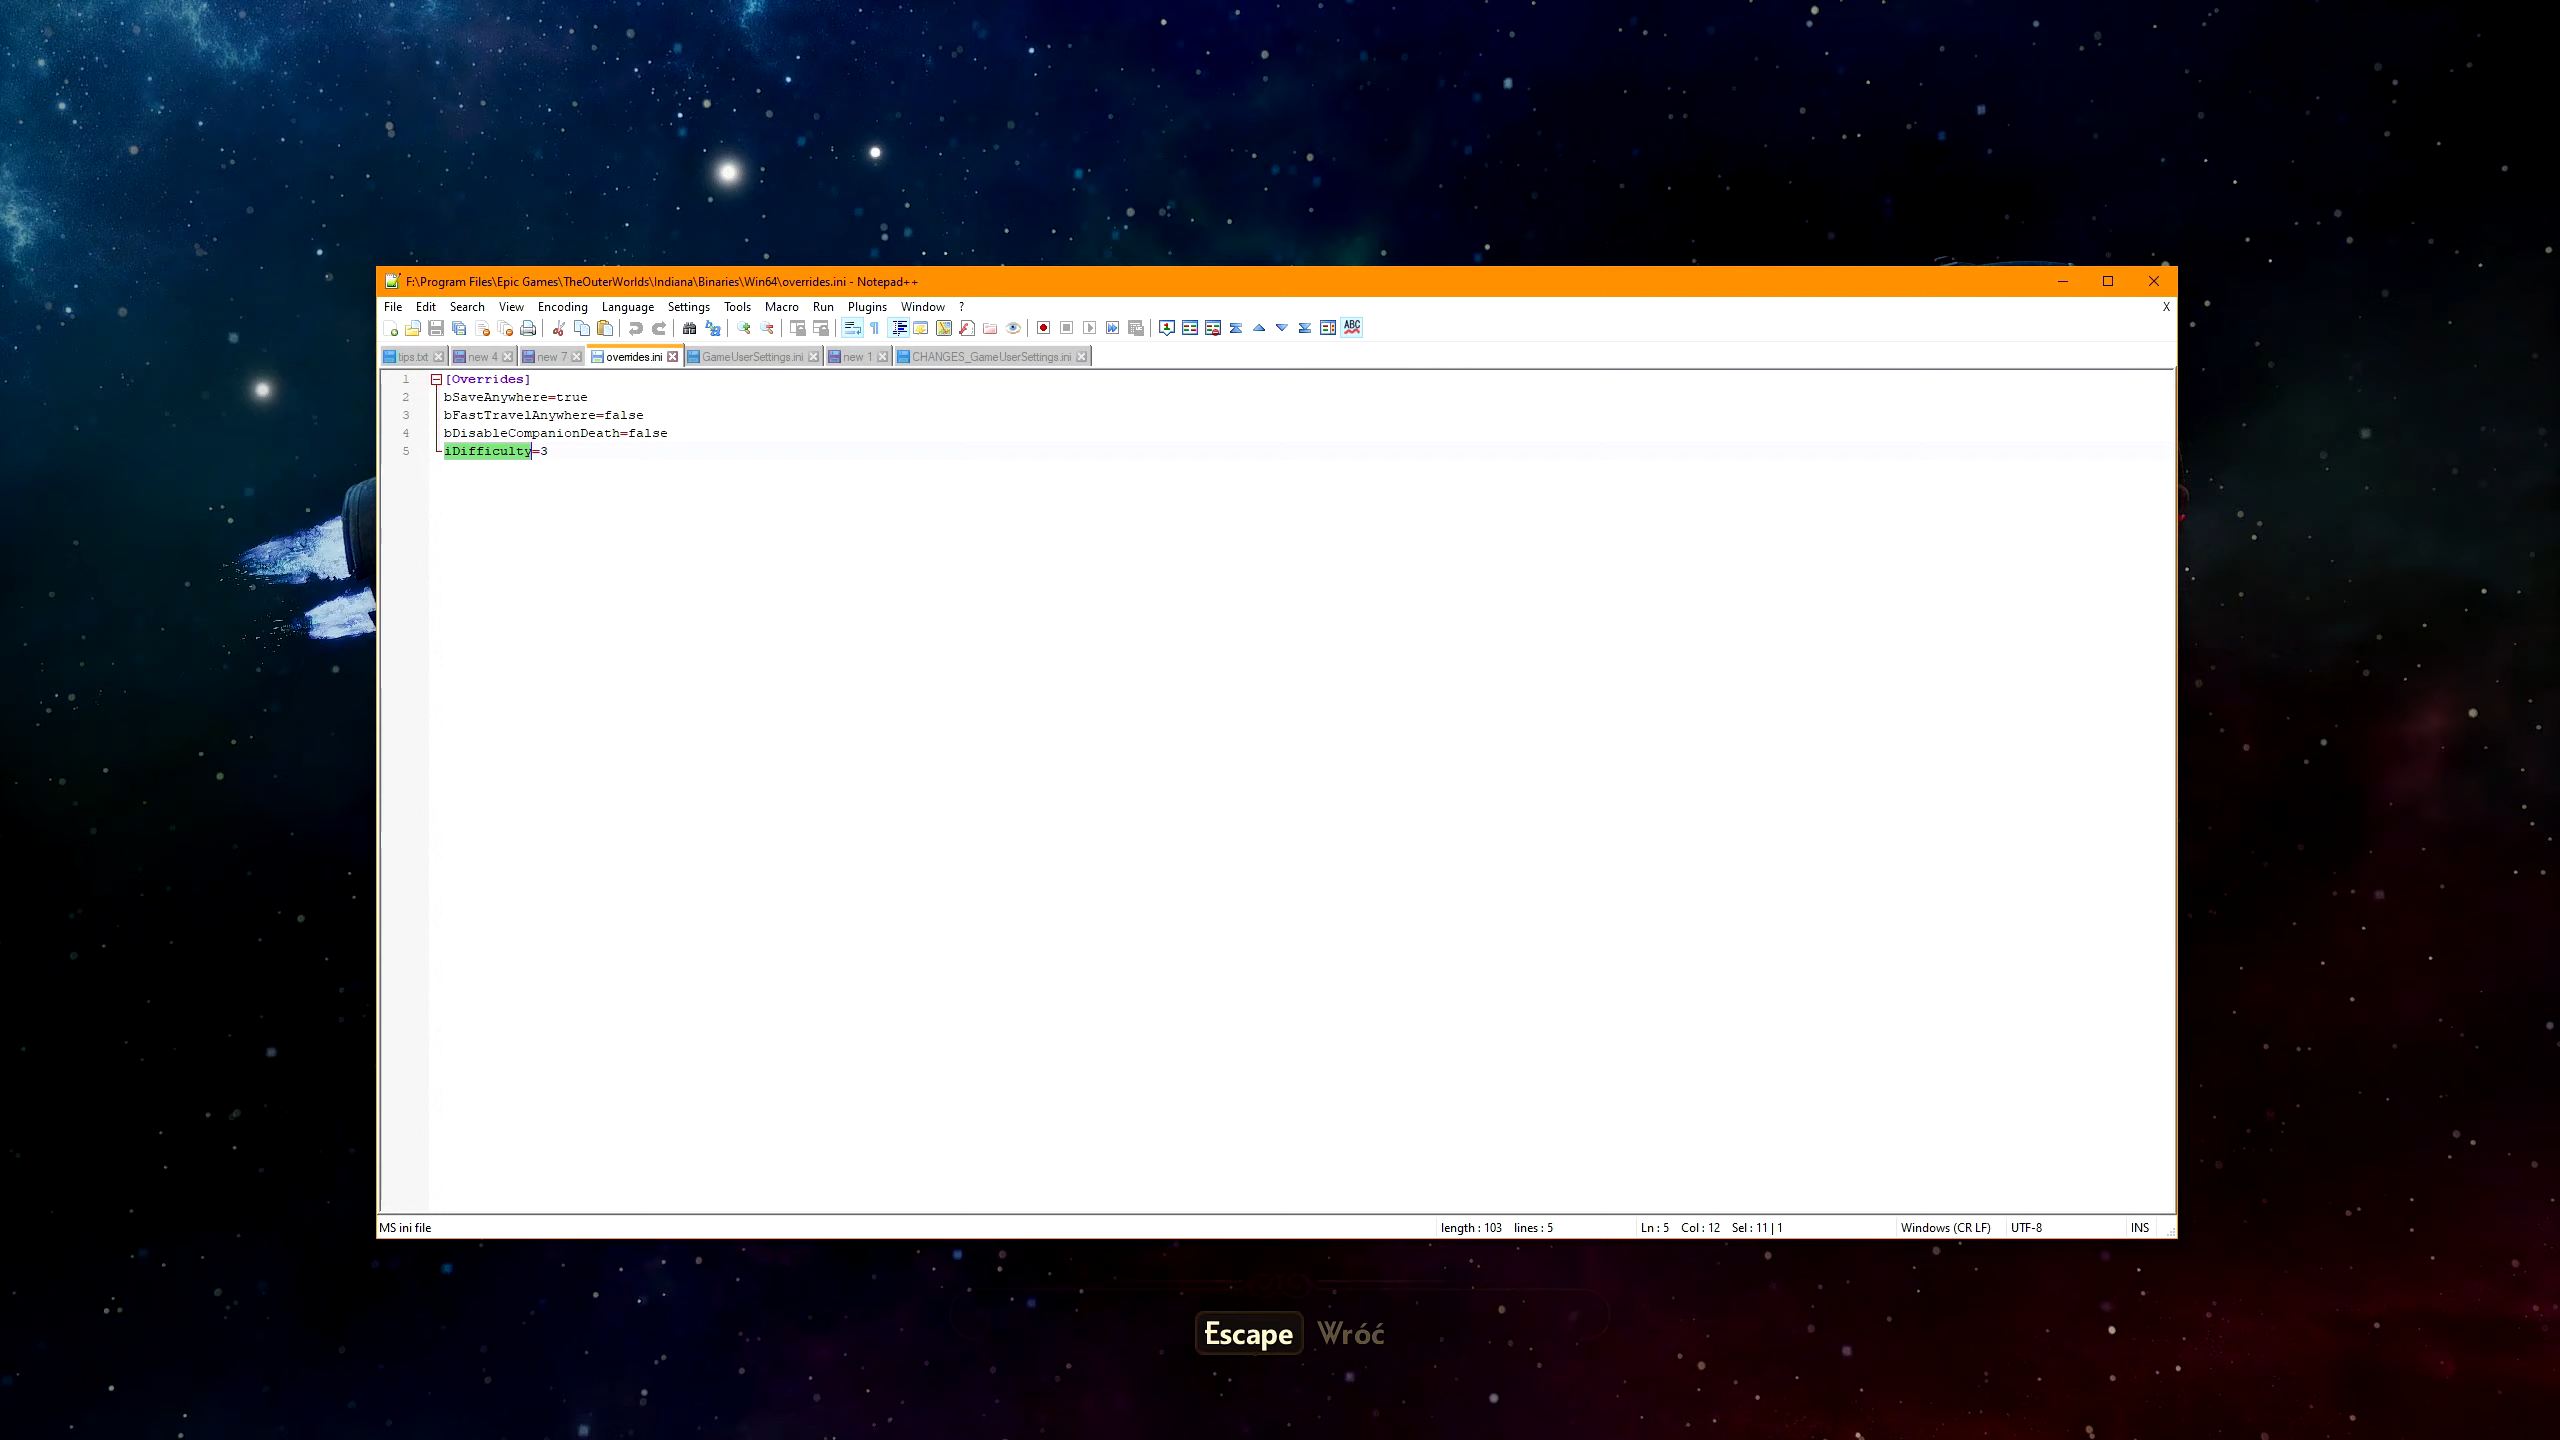 F:\Program Files\Epic Games\TheOuterWorlds\Indiana\Binaries\Win64\overrides.ini - Notepad++
File Edit Search View Encoding Language Settings Tools Macro Run Plugins Window ? X
ABC
tips.txt new 4 new 7 overrides.ini GameUserSettings.ini new 1 CHANGES_GameUserSettings.ini
1 [Overrides]
2 bSaveAnywhere=true
3 bFastTravelAnywhere=false
4 bDisableCompanionDeath=false
5 iDifficulty=3
MS ini file length : 103 lines : 5 Ln : 5 Col : 12 Sel : 11 | 1 Windows (CR LF) UTF-8 INS
Escape Wróć